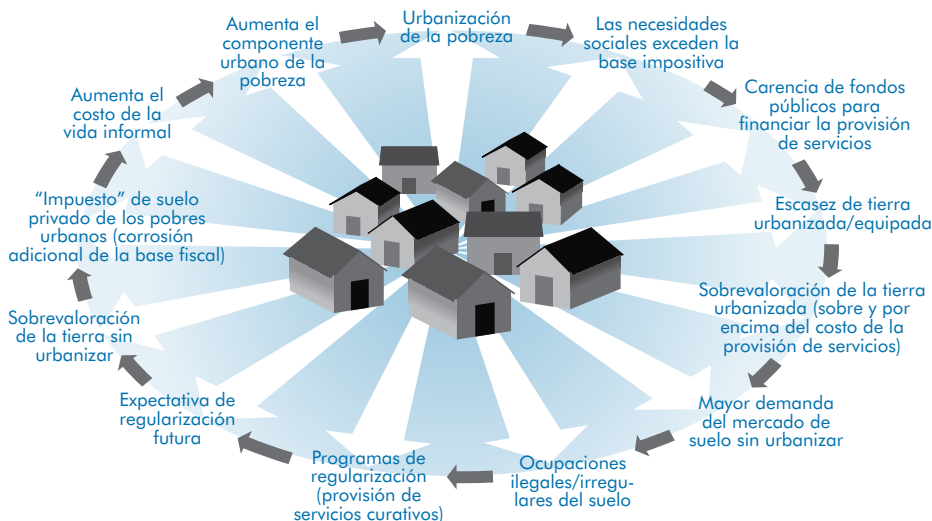 Urbanización
de la pobreza
Las necesidades
sociales exceden la
base impositiva
Carencia de fondos
públicos para
financiar la provisión
de servicios
Escasez de tierra
urbanizada/equipada
Sobrevaloración de la tierra
urbanizada (sobre y por
encima del costo de la
provisión de servicios)
Mayor demanda
del mercado de
suelo sin urbanizar
Ocupaciones
ilegales/irregu-
lares del suelo
Programas de
regularización
(provisión de
servicios curativos)
Expectativa de
regularización
futura
Sobrevaloración
de la tierra sin
urbanizar
“Impuesto” de suelo
privado de los pobres
urbanos (corrosión
adicional de la base fiscal)
Aumenta el
costo de la
vida informal
Aumenta el
componente
urbano de la
pobreza